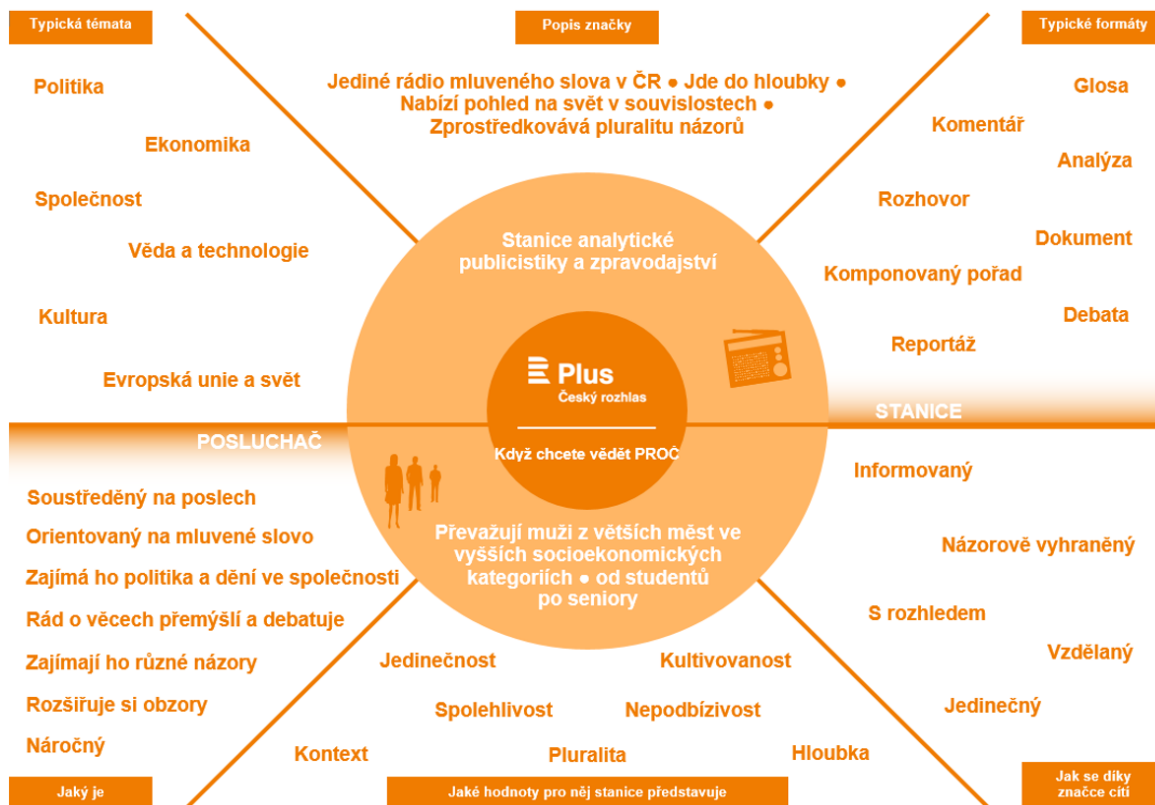 Typická témata
Politika
Ekonomika
Společnost
Věda a technologie
Kultura
Evropská unie a svět
Popis značky
Jediné rádio mluveného slova v ČR ● Jde do hloubky ●
Nabízí pohled na svět v souvislostech ●
Zprostředkovává pluralitu názorů
Typické formáty
Glosa
Komentář
Analýza
Rozhovor
Dokument
Komponovaný pořad
Debata
Reportáž
STANICE
Stanice analytické
publicistiky a zpravodajství
Plus
Český rozhlas
Když chcete vědět PROČ
Převažují muži z větších měst ve
vyšších socioekonomických
kategoriích ● od studentů
po seniory
POSLUCHAČ
Soustředěný na poslech
Orientovaný na mluvené slovo
Zajímá ho politika a dění ve společnosti
Rád o věcech přemýšlí a debatuje
Zajímají ho různé názory
Rozšiřuje si obzory
Náročný
Jaký je
Jedinečnost
Kultivovanost
Spolehlivost
Nepodbízivost
Kontext
Pluralita
Hloubka
Jaké hodnoty pro něj stanice představuje
Informovaný
Názorově vyhraněný
S rozhledem
Vzdělaný
Jedinečný
Jak se díky
značce cítí